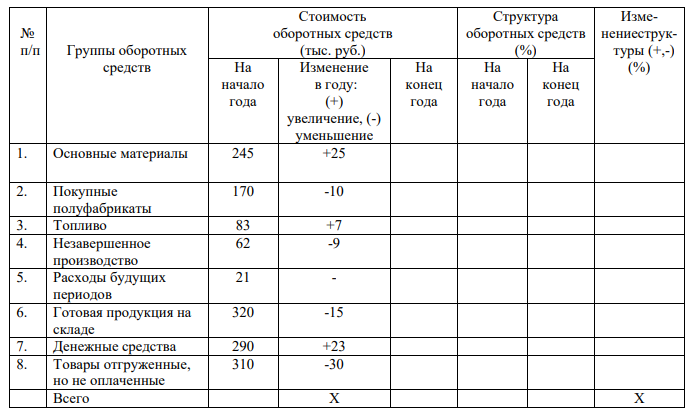 №
п/п
Группы оборотных
средств
Стоимость
оборотных средств
(тыс. руб.)
Структура
оборотных средств
(%)
Изме-
нениеструк-
туры (+,-)
(%)
На
начало
года
Изменение
в году:
(+)
увеличение, (-)
уменьшение
На
конец
года
На
начало
года
На
конец
года
1. Основные материалы 245 +25
2. Покупные 170 -10
полуфабрикаты
3. Топливо 83 +7
4. Незавершенное 62 -9
производство
5. Расходы будущих 21 -
периодов
6. Готовая продукция на 320 -15
складе
7. Денежные средства 290 +23
8. Товары отгруженные, 310 -30
но не оплаченные
Всего Х Х